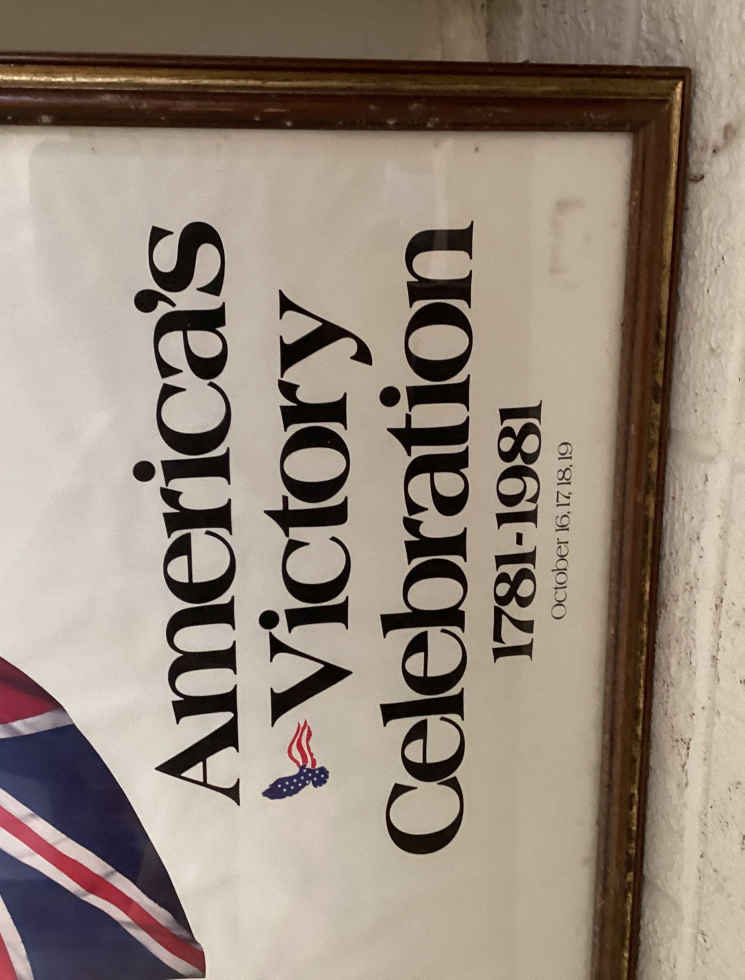 America's
Victory
Celebration
1781-1981
October 16, 17, 18, 19